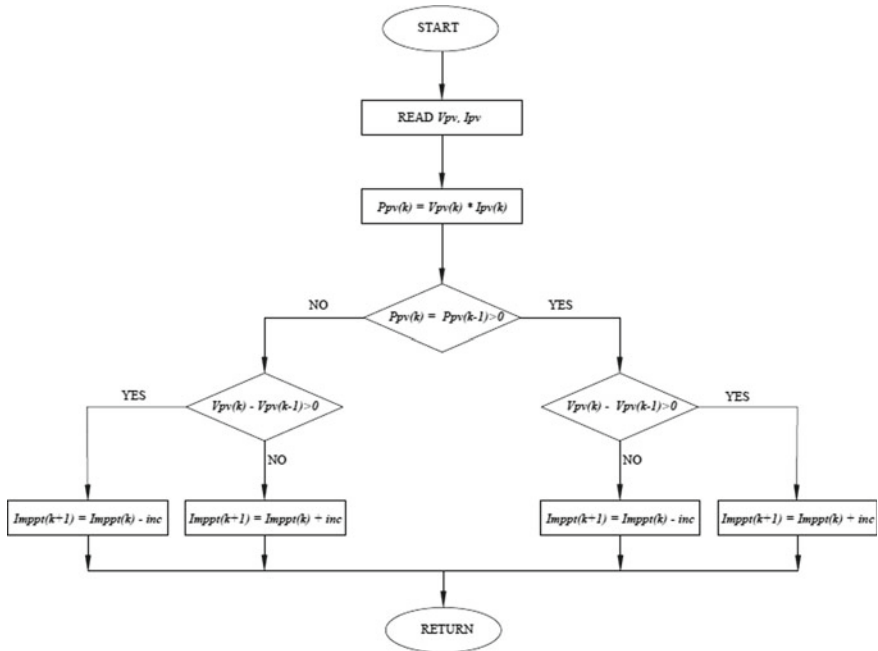 START
READ Vpv, Ipv
Ppv(k) = Vpv(k) * Ipv(k)
NO
YES
Ppv(k) = Ppv(k-1)>0
YES
Vpv(k) - Vpv(k-1)>0
Vpv(k) - Vpv(k-1)>0
YES
NO
NO
Imppt(k+1) = Imppt(k) - inc
Imppt(k+1) = Imppt(k) + inc
Imppt(k+1) = Imppt(k) - inc
Imppt(k+1) = Imppt(k) + inc
RETURN